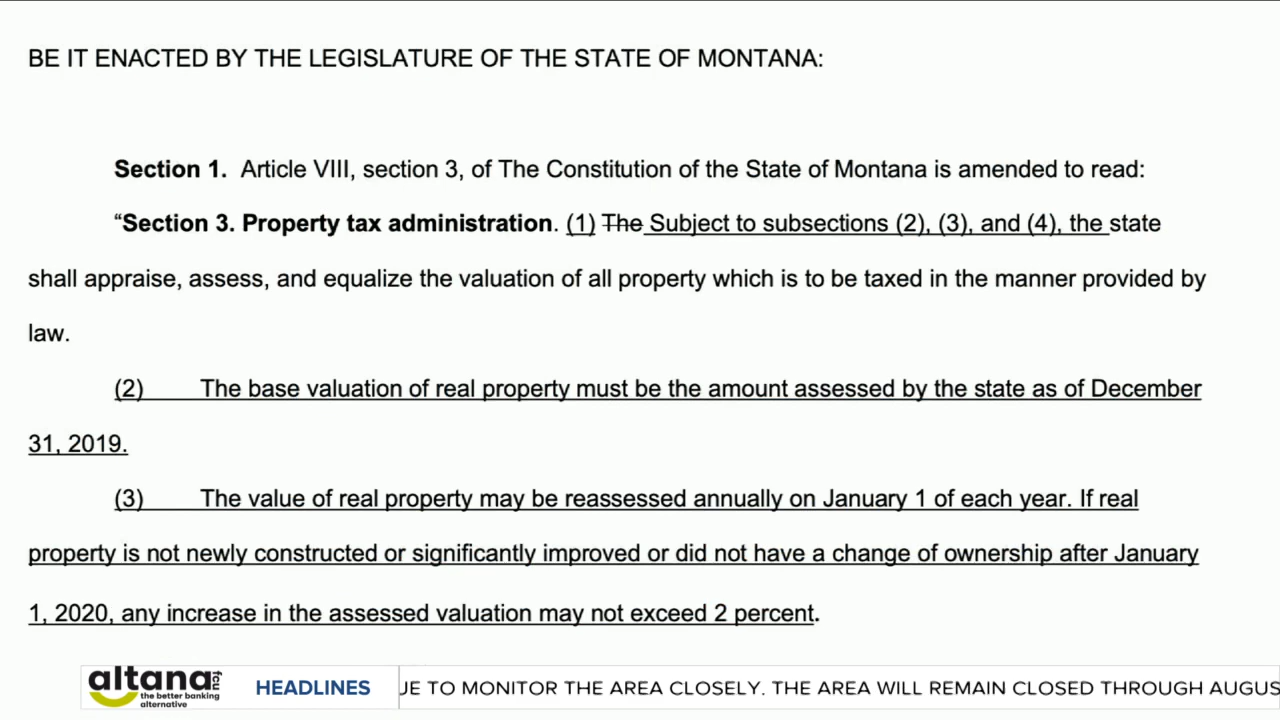 BE IT ENACTED BY THE LEGISLATURE OF THE STATE OF MONTANA:
Section 1. Article VIII, section 3, of The Constitution of the State of Montana is amended to read:
“Section 3. Property tax administration. (1) The Subject to subsections (2), (3), and (4), the state
shall appraise, assess, and equalize the valuation of all property which is to be taxed in the manner provided by
law.
(2) The base valuation of real property must be the amount assessed by the state as of December
31, 2019.
(3) The value of real property may be reassessed annually on January 1 of each year. If real
property is not newly constructed or significantly improved or did not have a change of ownership after January
1, 2020, any increase in the assessed valuation may not exceed 2 percent.
altana fcu
the better banking
alternative
HEADLINES
UE TO MONITOR THE AREA CLOSELY. THE AREA WILL REMAIN CLOSED THROUGH AUGUS